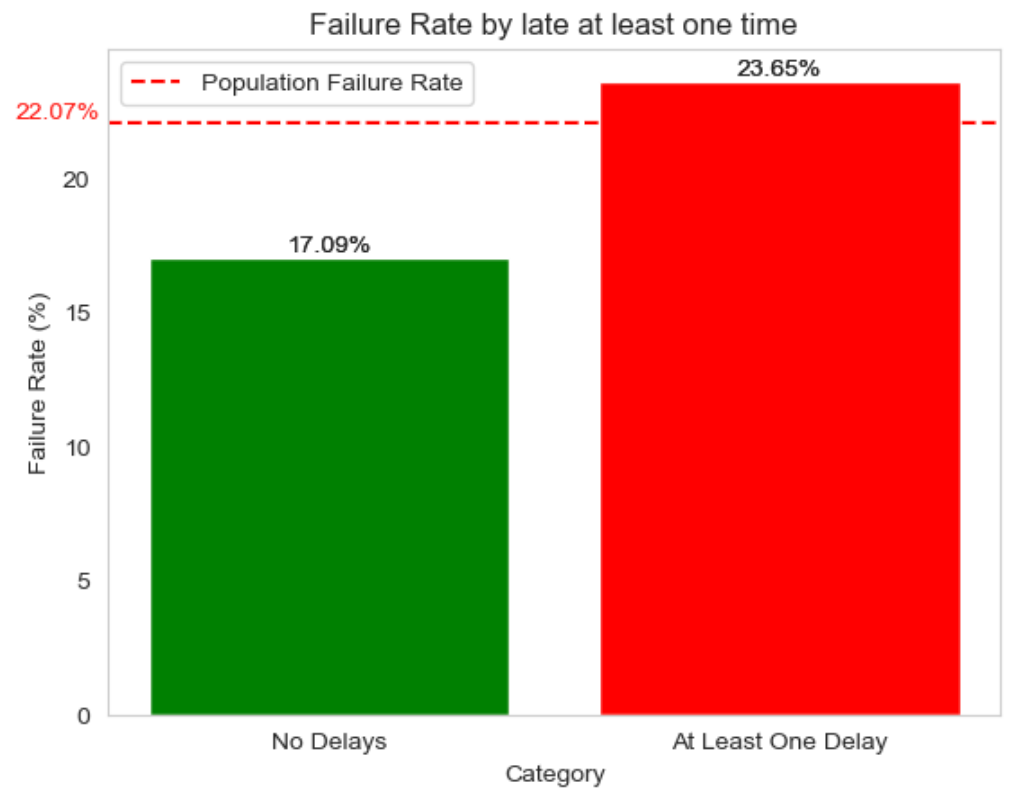 Failure Rate by late at least one time
Population Failure Rate
23.65%
22.07%
20
17.09%
15
Failure Rate (%)
10
5
0
No Delays
At Least One Delay
Category